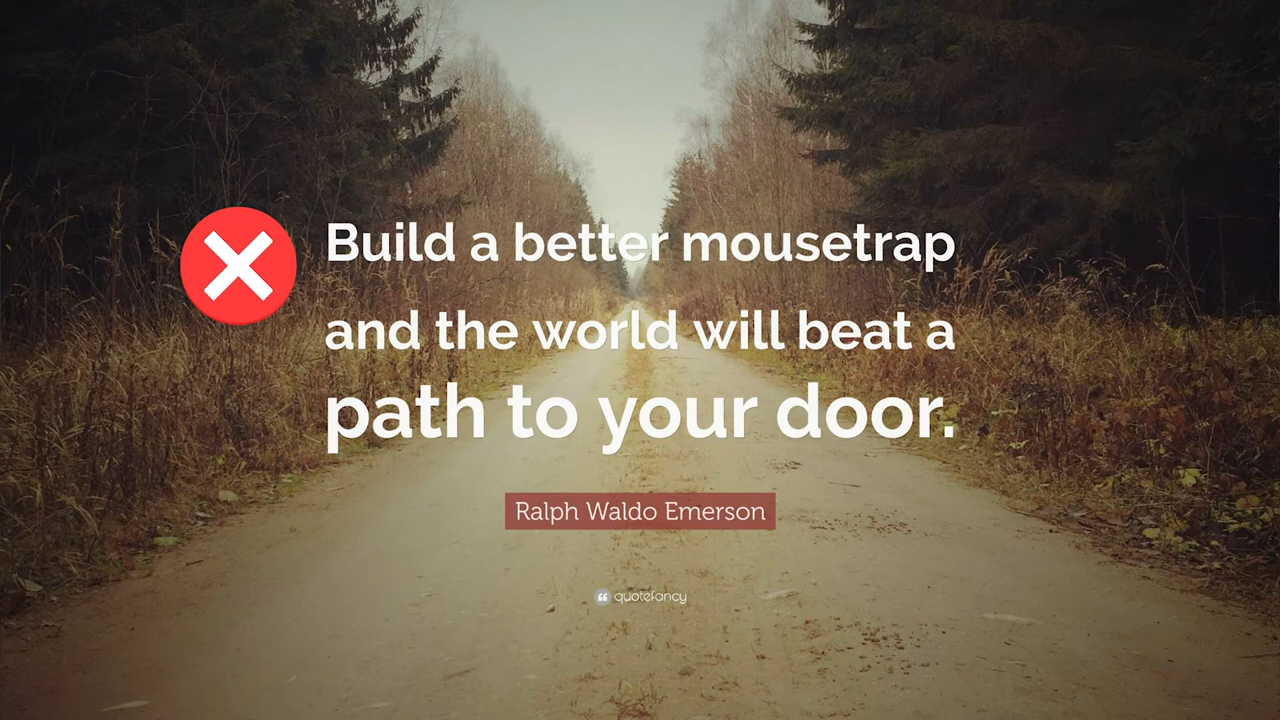 Build a better mousetrap
and the world will beat a
path to your door.
Ralph Waldo Emerson
quotefancy